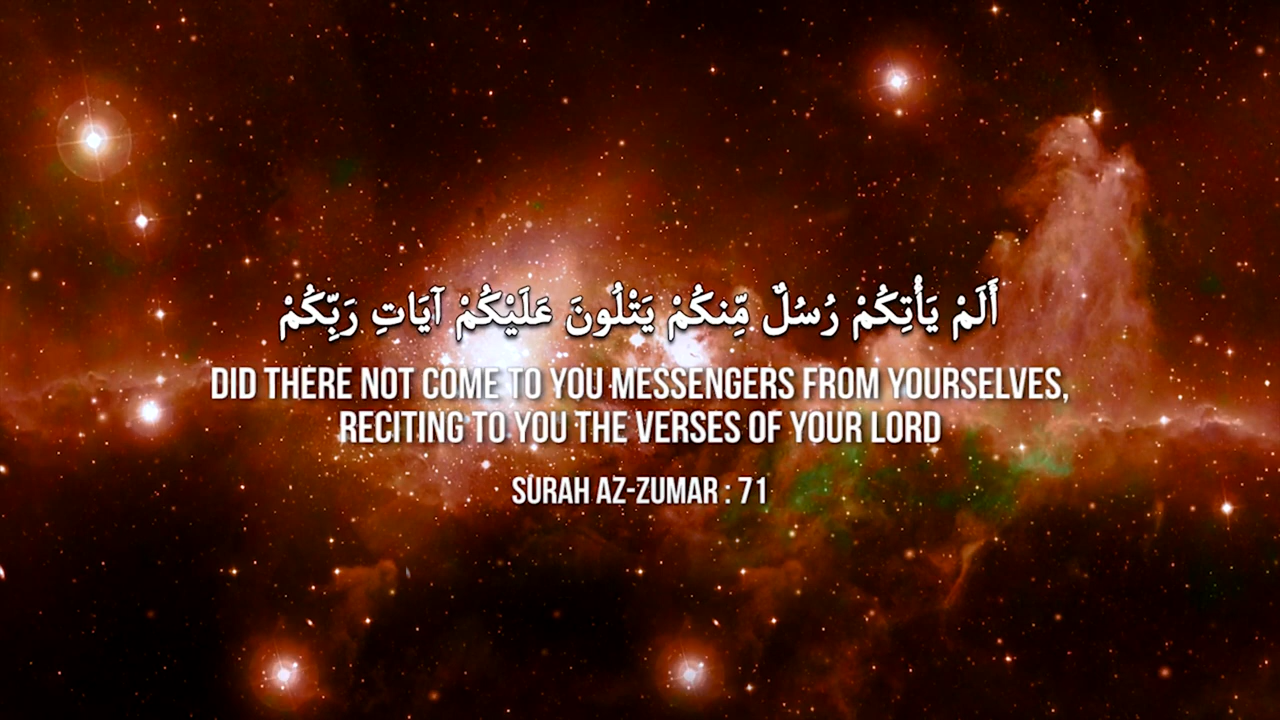 أَلَمْ يَأْتِكُمْ رُسُلٌ مِّنكُمْ يَتْلُونَ عَلَيْكُمْ آيَاتِ رَبِّكُمْ
DID THERE NOT COME TO YOU MESSENGERS FROM YOURSELVES,
RECITING TO YOU THE VERSES OF YOUR LORD
SURAH AZ-ZUMAR : 71